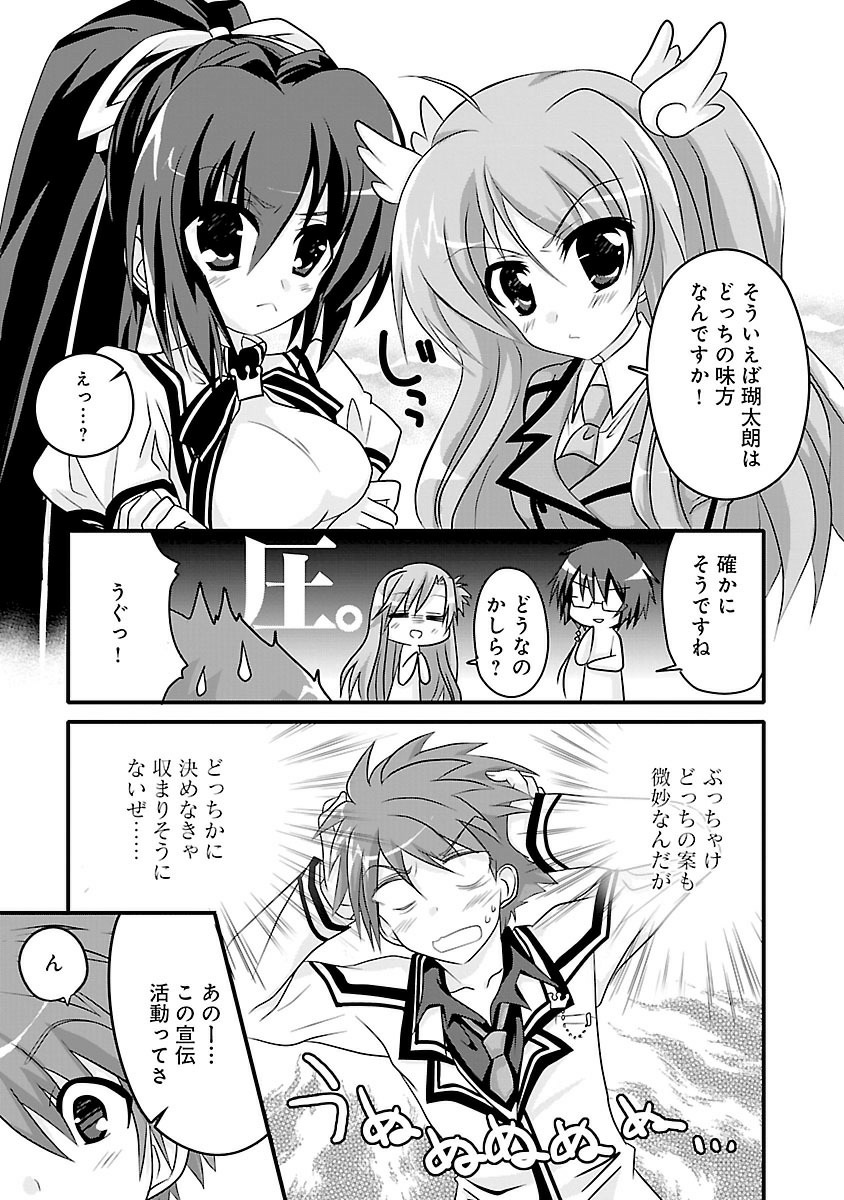 そういえば瑚太朗は
どっちの味方
なんですか！
じっ
えっ…？
確かに
そうですね
どうなの
かしら？
圧。
うぐっ！
ぶっちゃけ
どっちの案も
微妙なんだが
どっちかに
決めなきゃ
収まりそうに
ないぜ……
うぬぬぬぬぬー…
あのー…
この宣伝
活動ってさ
ん